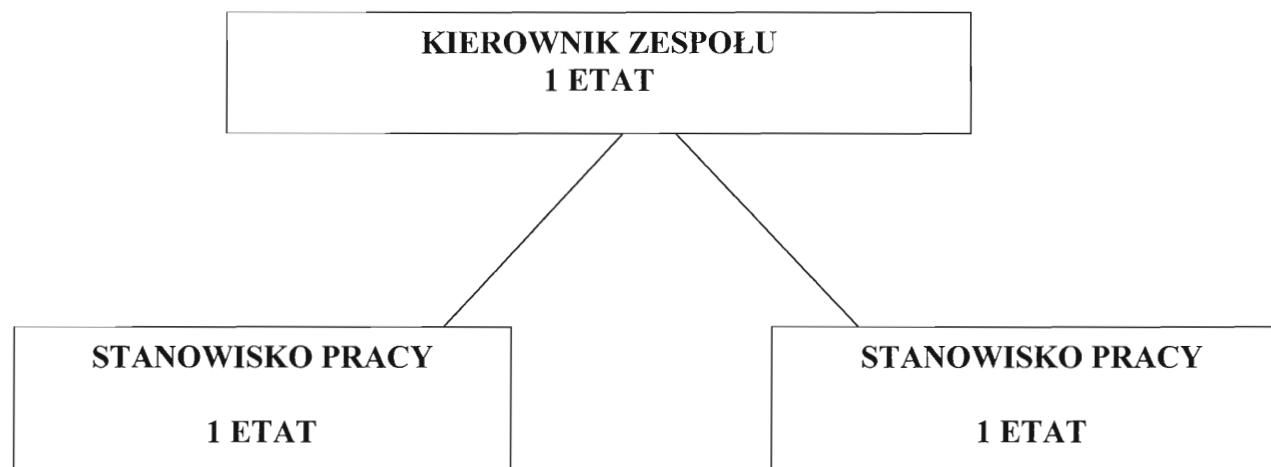 KIEROWNIK ZESPOŁU
1 ETAT
STANOWISKO PRACY
1 ETAT
STANOWISKO PRACY
1 ETAT